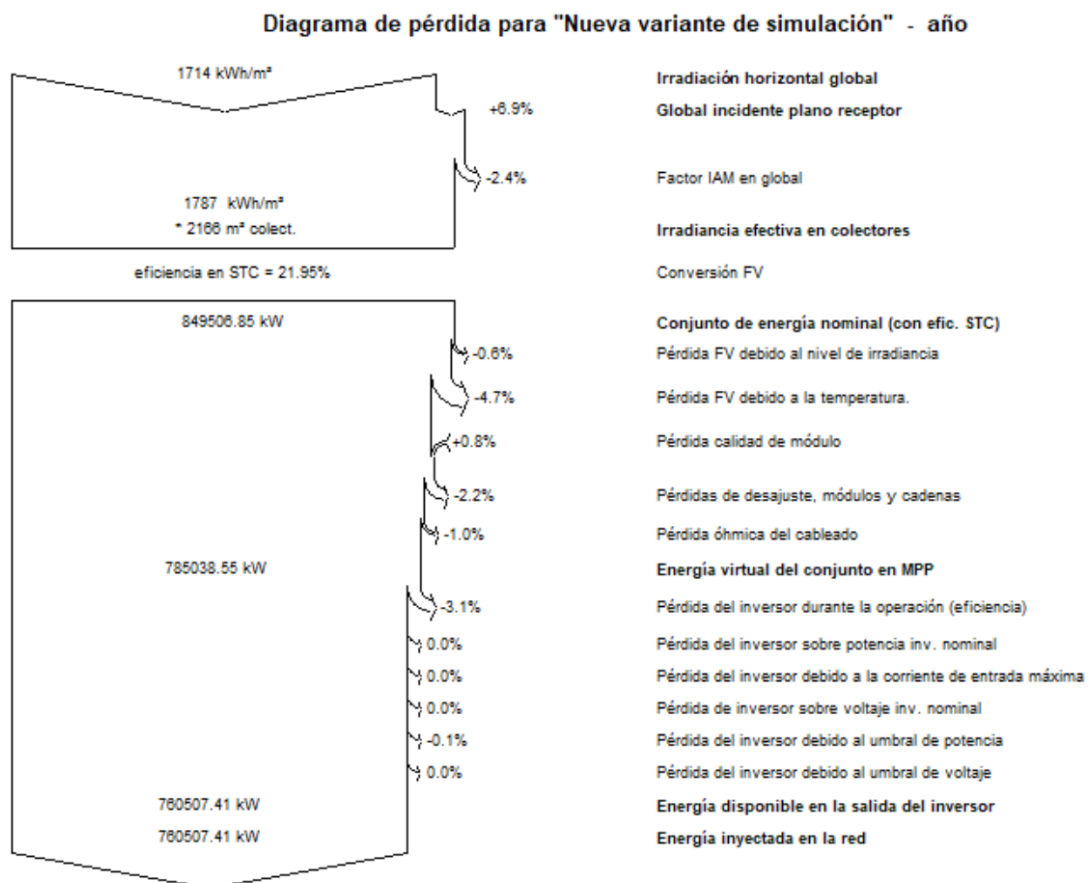 Diagrama de pérdida para "Nueva variante de simulación" - año
1714 kWh/m²
Irradiación horizontal global
+6.9%
Global incidente plano receptor
-2.4%
Factor IAM en global
1787 kWh/m²
* 2166 m² colect.
Irradiancia efectiva en colectores
eficiencia en STC = 21.95%
Conversión FV
849506.85 kW
Conjunto de energía nominal (con efic. STC)
-0.6%
Pérdida FV debido al nivel de irradiancia
-4.7%
Pérdida FV debido a la temperatura.
+0.8%
Pérdida calidad de módulo
-2.2%
Pérdidas de desajuste, módulos y cadenas
-1.0%
Pérdida óhmica del cableado
785038.55 kW
Energía virtual del conjunto en MPP
-3.1%
Pérdida del inversor durante la operación (eficiencia)
0.0%
Pérdida del inversor sobre potencia inv. nominal
0.0%
Pérdida del inversor debido a la corriente de entrada máxima
0.0%
Pérdida de inversor sobre voltaje inv. nominal
-0.1%
Pérdida del inversor debido al umbral de potencia
0.0%
Pérdida del inversor debido al umbral de voltaje
760507.41 kW
Energía disponible en la salida del inversor
760507.41 kW
Energía inyectada en la red